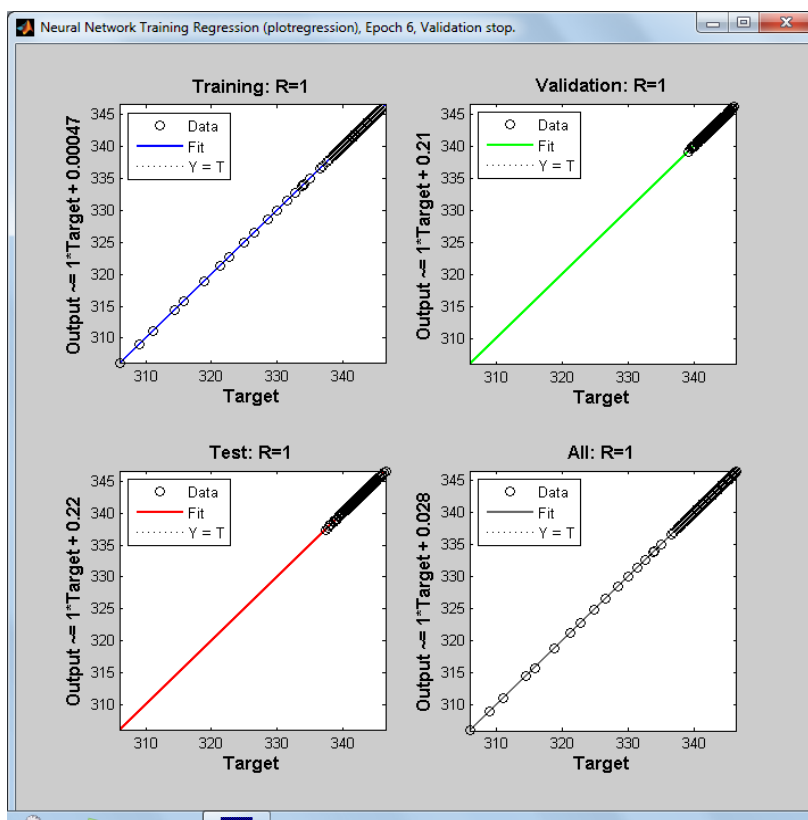 Neural Network Training Regression (plotregression), Epoch 6, Validation stop.
Training: R=1
Output ~= 1*Target + 0.00047
345
340
335
330
325
320
315
310
Data
Fit
Y = T
310
320
330
340
Target
Validation: R=1
Output ~= 1*Target + 0.21
345
340
335
330
325
320
315
310
Data
Fit
Y = T
310
320
330
340
Target
Test: R=1
Output ~= 1*Target + 0.22
345
340
335
330
325
320
315
310
Data
Fit
Y = T
310
320
330
340
Target
All: R=1
Output ~= 1*Target + 0.028
345
340
335
330
325
320
315
310
Data
Fit
Y = T
310
320
330
340
Target